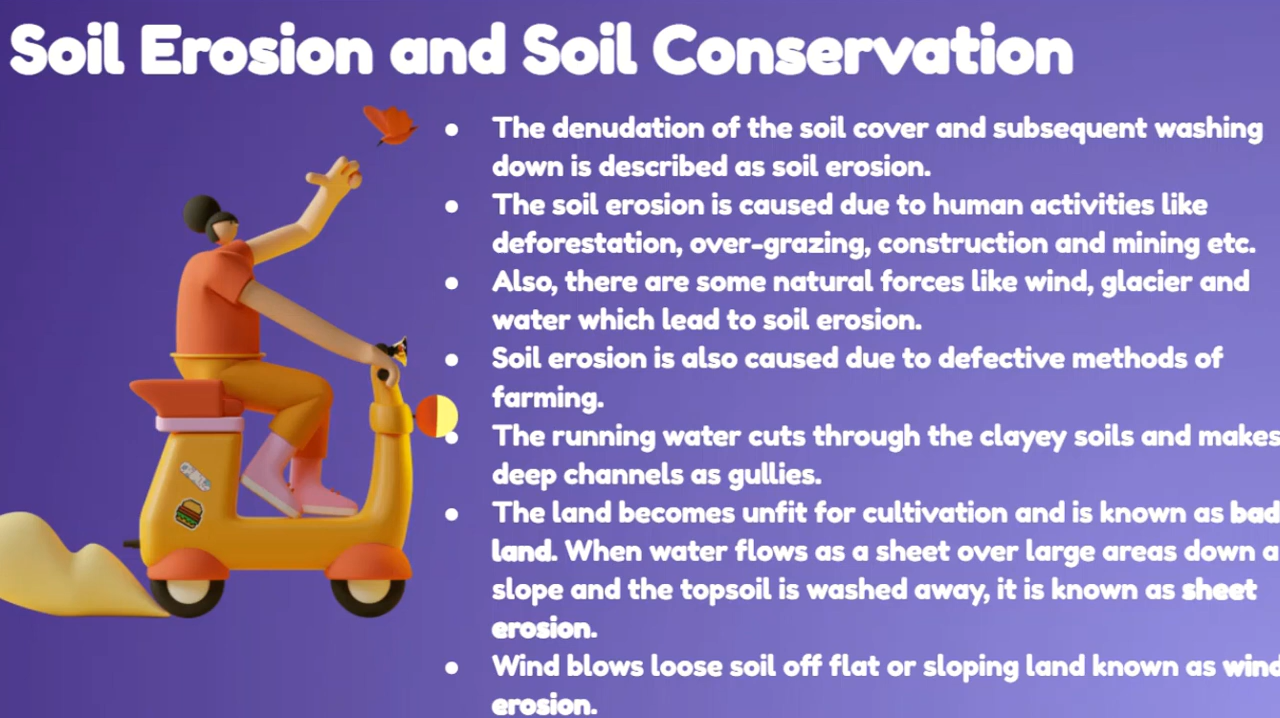 Soil Erosion and Soil Conservation
• The denudation of the soil cover and subsequent washing
down is described as soil erosion.
• The soil erosion is caused due to human activities like
deforestation, over-grazing, construction and mining etc.
• Also, there are some natural forces like wind, glacier and
water which lead to soil erosion.
• Soil erosion is also caused due to defective methods of
farming.
• The running water cuts through the clayey soils and makes
deep channels as gullies.
• The land becomes unfit for cultivation and is known as bad
land. When water flows as a sheet over large areas down a
slope and the topsoil is washed away, it is known as sheet
erosion.
• Wind blows loose soil off flat or sloping land known as wind
erosion.